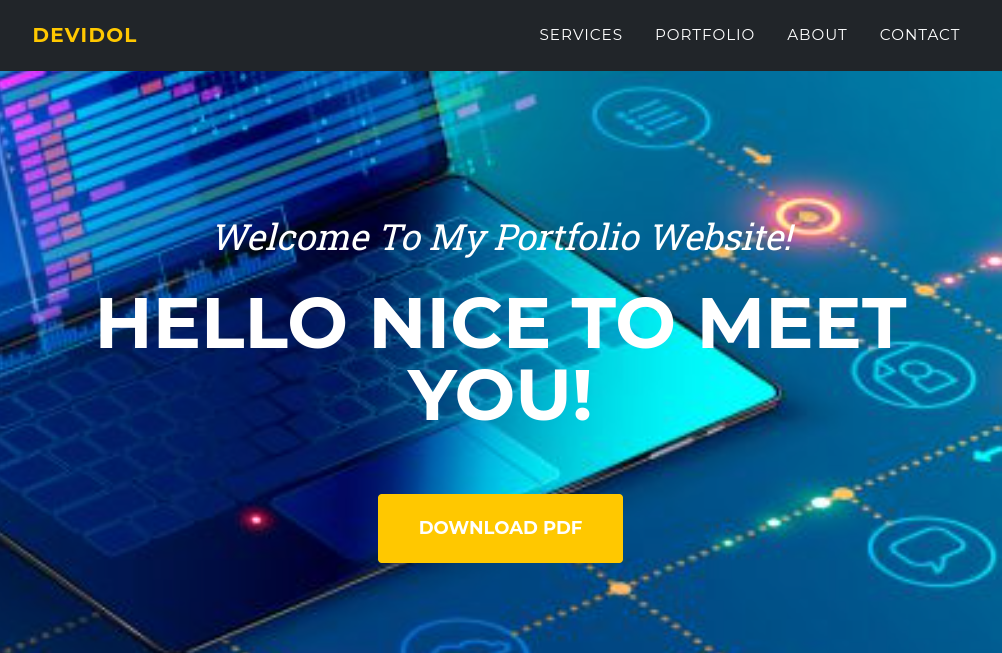 DEVIDOL
SERVICES PORTFOLIO ABOUT CONTACT
Welcome To My Portfolio Website!
HELLO NICE TO MEET
YOU!
DOWNLOAD PDF